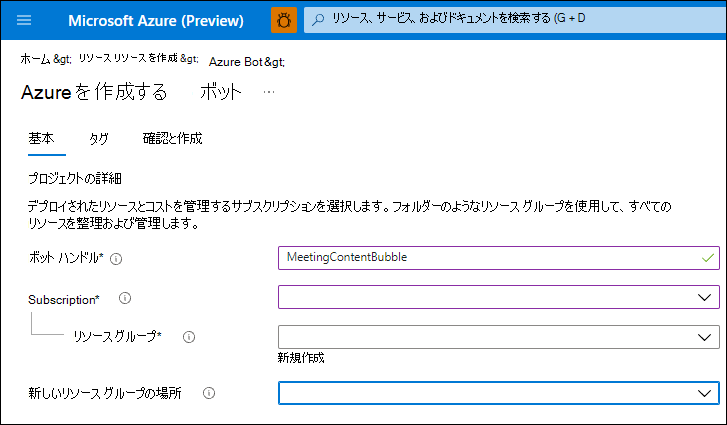 Microsoft Azure (Preview)
リソース、サービス、およびドキュメントを検索する (G + D
ホーム &gt; リソース リソースを作成 &gt; Azure Bot&gt;
Azure を作成する ボット ...
基本 タグ 確認と作成
プロジェクトの詳細
デプロイされたリソースとコストを管理するサブスクリプションを選択します。フォルダーのようなリソース グループを使用して、すべての
リソースを整理および管理します。
ボット ハンドル* MeetingContentBubble
Subscription*
リソース グループ*
新規作成
新しいリソース グループの場所